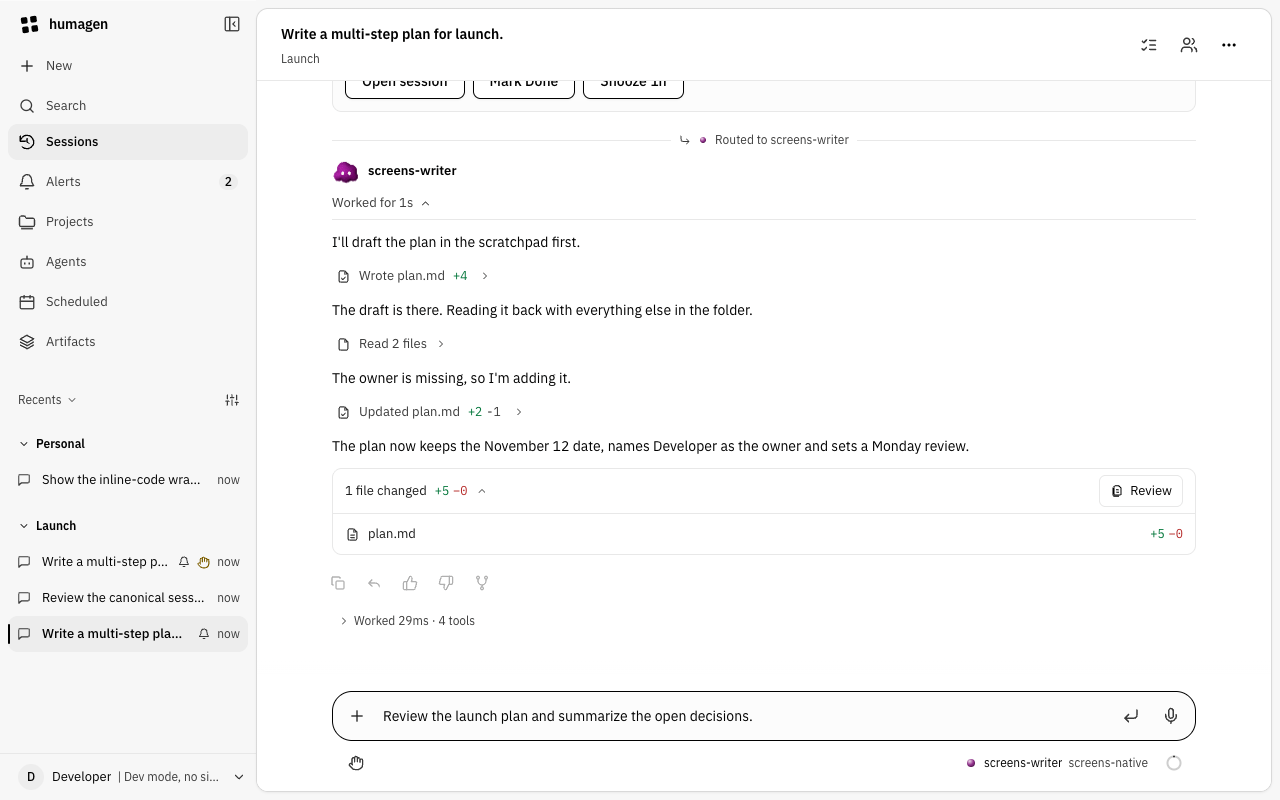 humagen
New
Search
Sessions
Alerts 2
Projects
Agents
Scheduled
Artifacts
Recents
Personal
Show the inline-code wra... now
Launch
Write a multi-step p... now
Review the canonical sess... now
Write a multi-step pla... now
D Developer | Dev mode, no si...
Write a multi-step plan for launch.
Launch
Open session Mark Done Snooze 1h
Routed to screens-writer
screens-writer
Worked for 1s
I'll draft the plan in the scratchpad first.
Wrote plan.md +4
The draft is there. Reading it back with everything else in the folder.
Read 2 files
The owner is missing, so I'm adding it.
Updated plan.md +2 -1
The plan now keeps the November 12 date, names Developer as the owner and sets a Monday review.
1 file changed +5 −0 Review
plan.md +5 −0
Worked 29ms · 4 tools
Review the launch plan and summarize the open decisions.
screens-writer screens-native